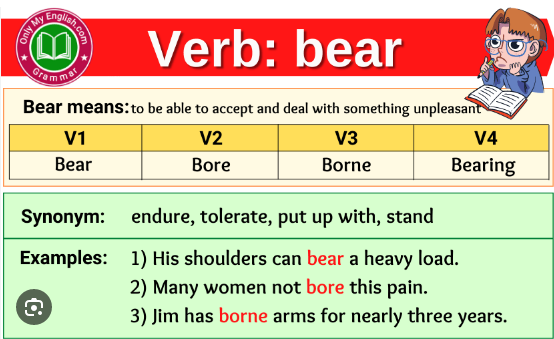 Only My English.com
Grammar
Verb: bear
Bear means: to be able to accept and deal with something unpleasant
V1 V2 V3 V4
Bear Bore Borne Bearing
Synonym: endure, tolerate, put up with, stand
Examples: 1) His shoulders can bear a heavy load.
2) Many women not bore this pain.
3) Jim has borne arms for nearly three years.